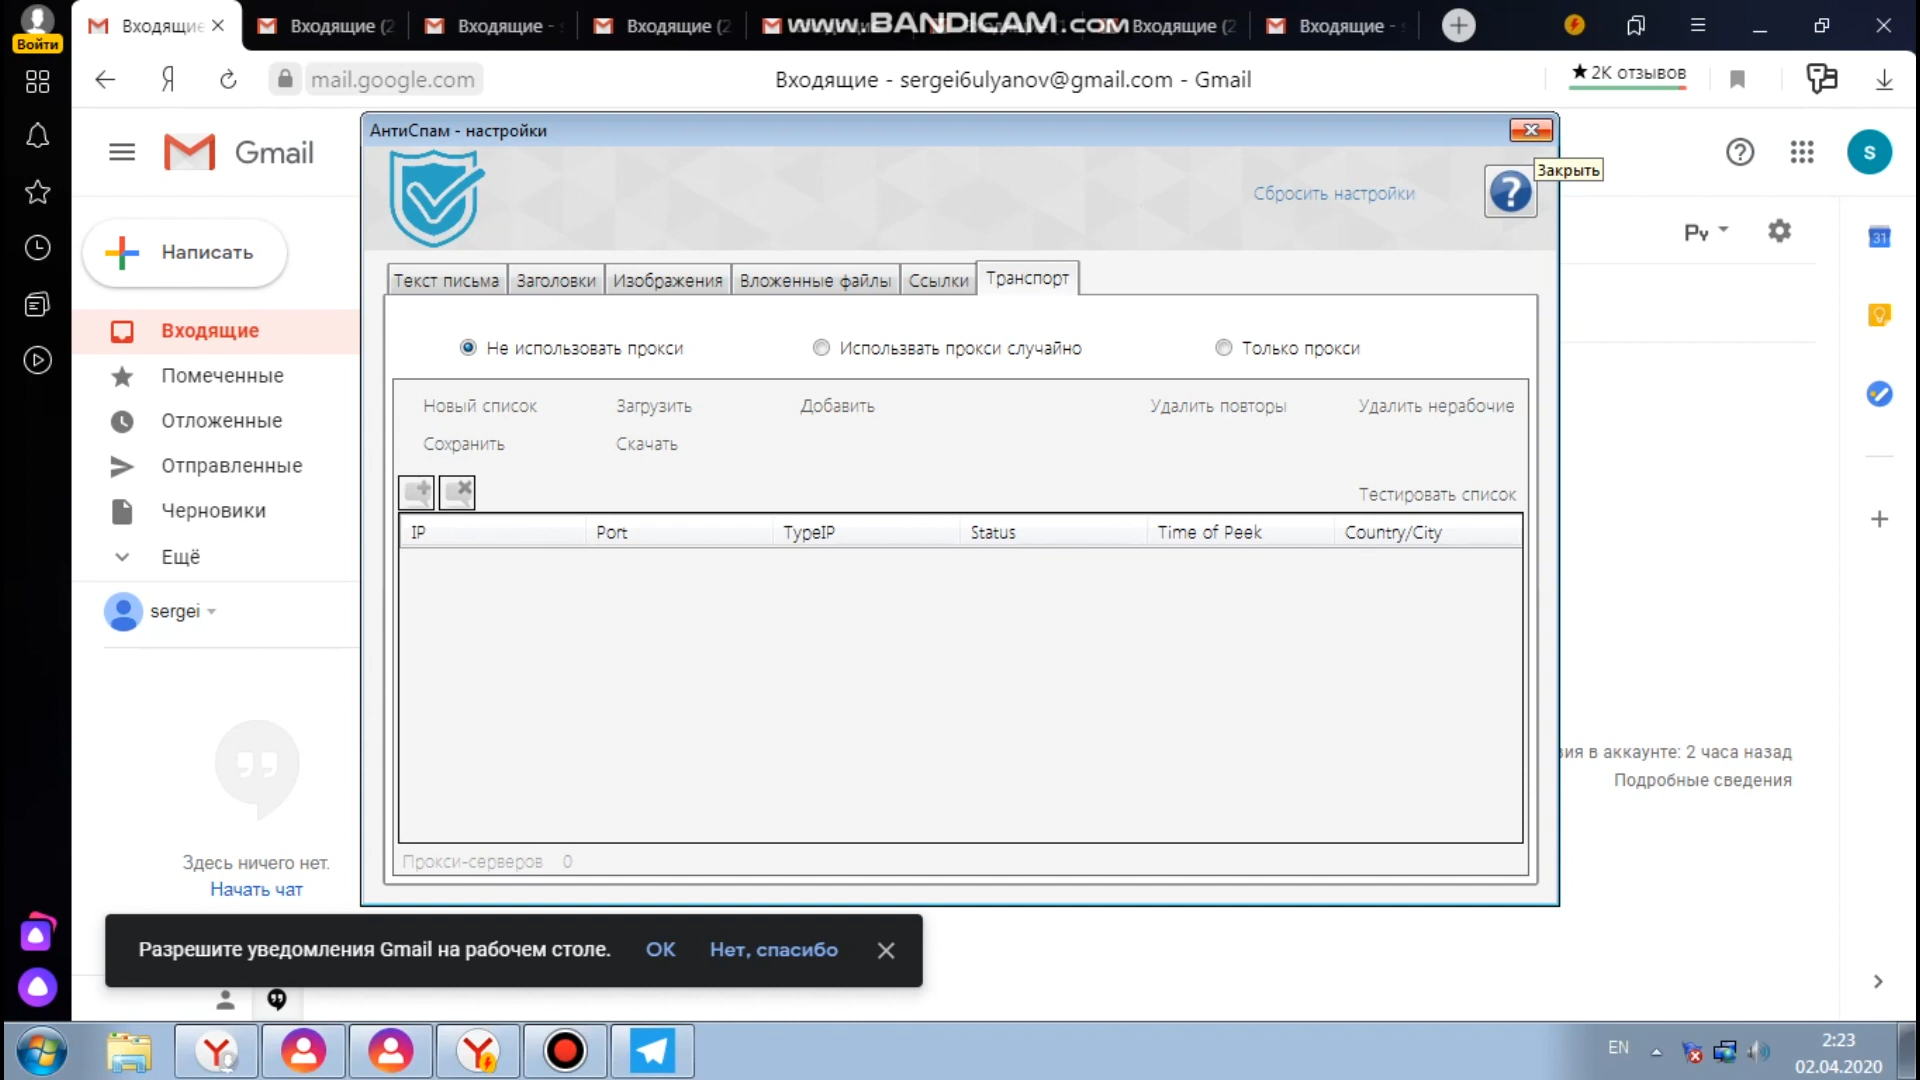 Войти
Входящие
Входящие (2
Входящие -
Входящие (2
www.BANDICAM.com
Входящие (2
Входящие -
mail.google.com
Входящие - sergei6ulyanov@gmail.com - Gmail
★2К отзывов
Gmail
Написать
Входящие
Помеченные
Отложенные
Отправленные
Черновики
Ещё
sergei
Здесь ничего нет.
Начать чат
АнтиСпам - настройки
Закрыть
Сбросить настройки
S
Ру
31
Текст письма
Заголовки
Изображения
Вложенные файлы
Ссылки
Транспорт
Не использовать прокси
Использвать прокси случайно
Только прокси
Новый список
Загрузить
Добавить
Удалить повторы
Удалить нерабочие
Сохранить
Скачать
Тестировать список
IP
Port
TypeIP
Status
Time of Peek
Country/City
Прокси-серверов 0
вия в аккаунте: 2 часа назад
Подробные сведения
Разрешите уведомления Gmail на рабочем столе.
ОК
Нет, спасибо
EN
2:23
02.04.2020